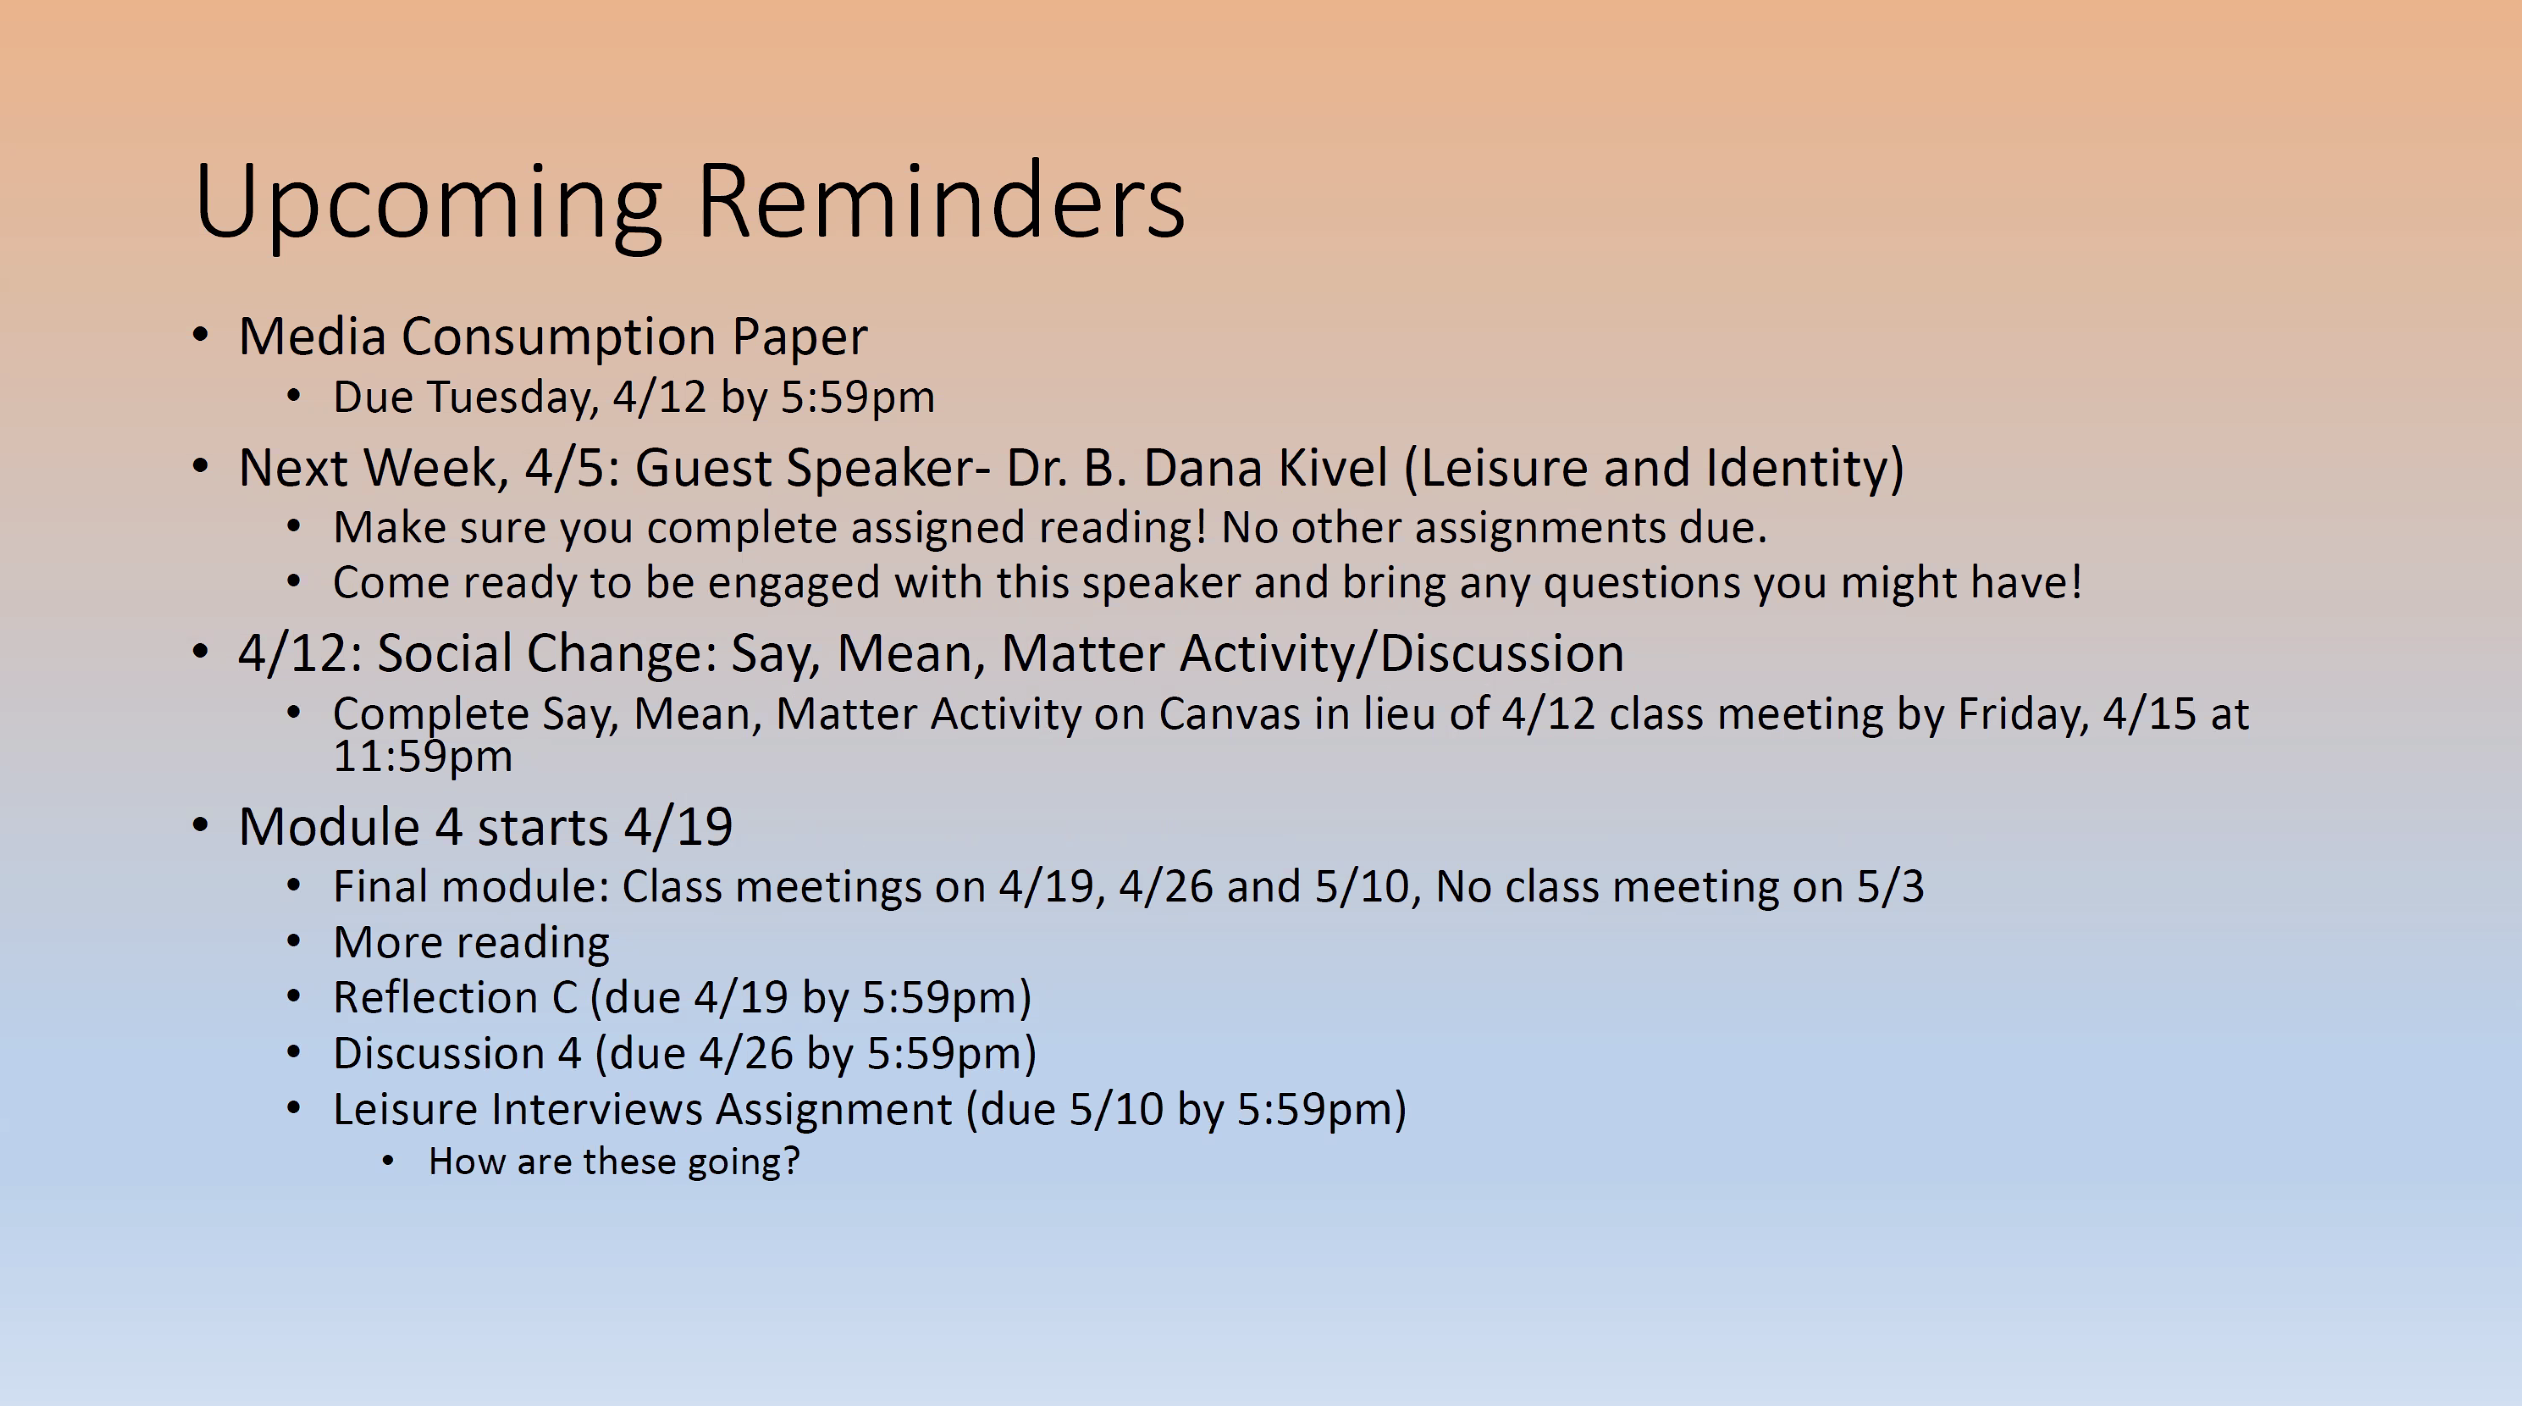 Upcoming Reminders
• Media Consumption Paper
• Due Tuesday, 4/12 by 5:59pm
• Next Week, 4/5: Guest Speaker- Dr. B. Dana Kivel (Leisure and Identity)
• Make sure you complete assigned reading! No other assignments due.
• Come ready to be engaged with this speaker and bring any questions you might have!
• 4/12: Social Change: Say, Mean, Matter Activity/Discussion
• Complete Say, Mean, Matter Activity on Canvas in lieu of 4/12 class meeting by Friday, 4/15 at
11:59pm
• Module 4 starts 4/19
• Final module: Class meetings on 4/19, 4/26 and 5/10, No class meeting on 5/3
• More reading
• Reflection C (due 4/19 by 5:59pm)
• Discussion 4 (due 4/26 by 5:59pm)
• Leisure Interviews Assignment (due 5/10 by 5:59pm)
• How are these going?